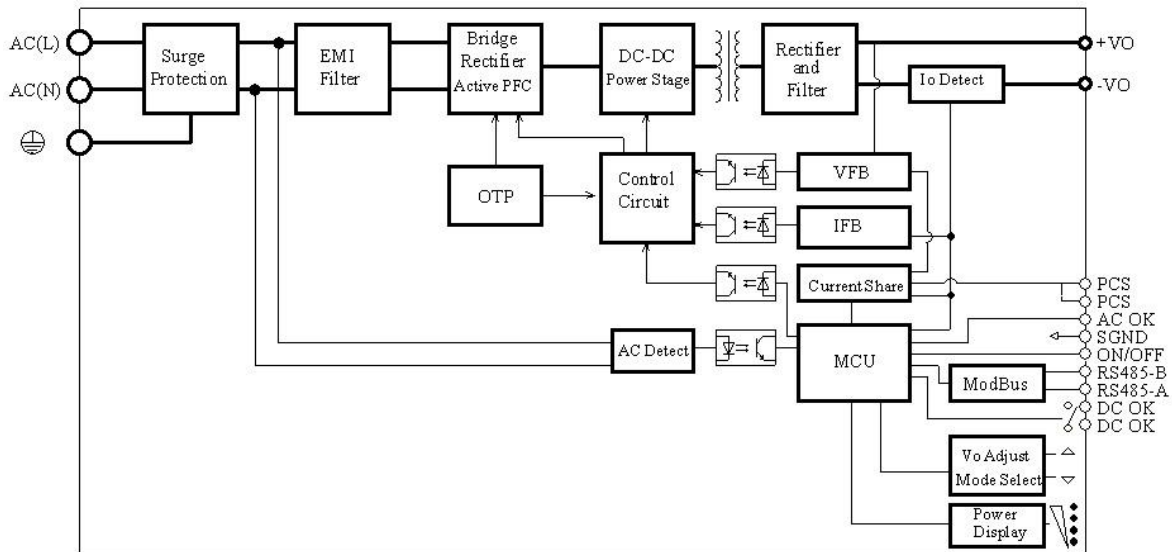 AC(L)
AC(N)
Surge
Protection
EMI
Filter
Bridge
Rectifier
Active PFC
DC-DC
Power Stage
Rectifier
and
Filter
Io Detect
+VO
-VO
OTP
Control
Circuit
VFB
IFB
CurrentShare
AC Detect
MCU
ModBus
PCS
PCS
AC OK
SGND
ON/OFF
RS485-B
RS485-A
DC OK
DC OK
Vo Adjust
Mode Select
Power
Display